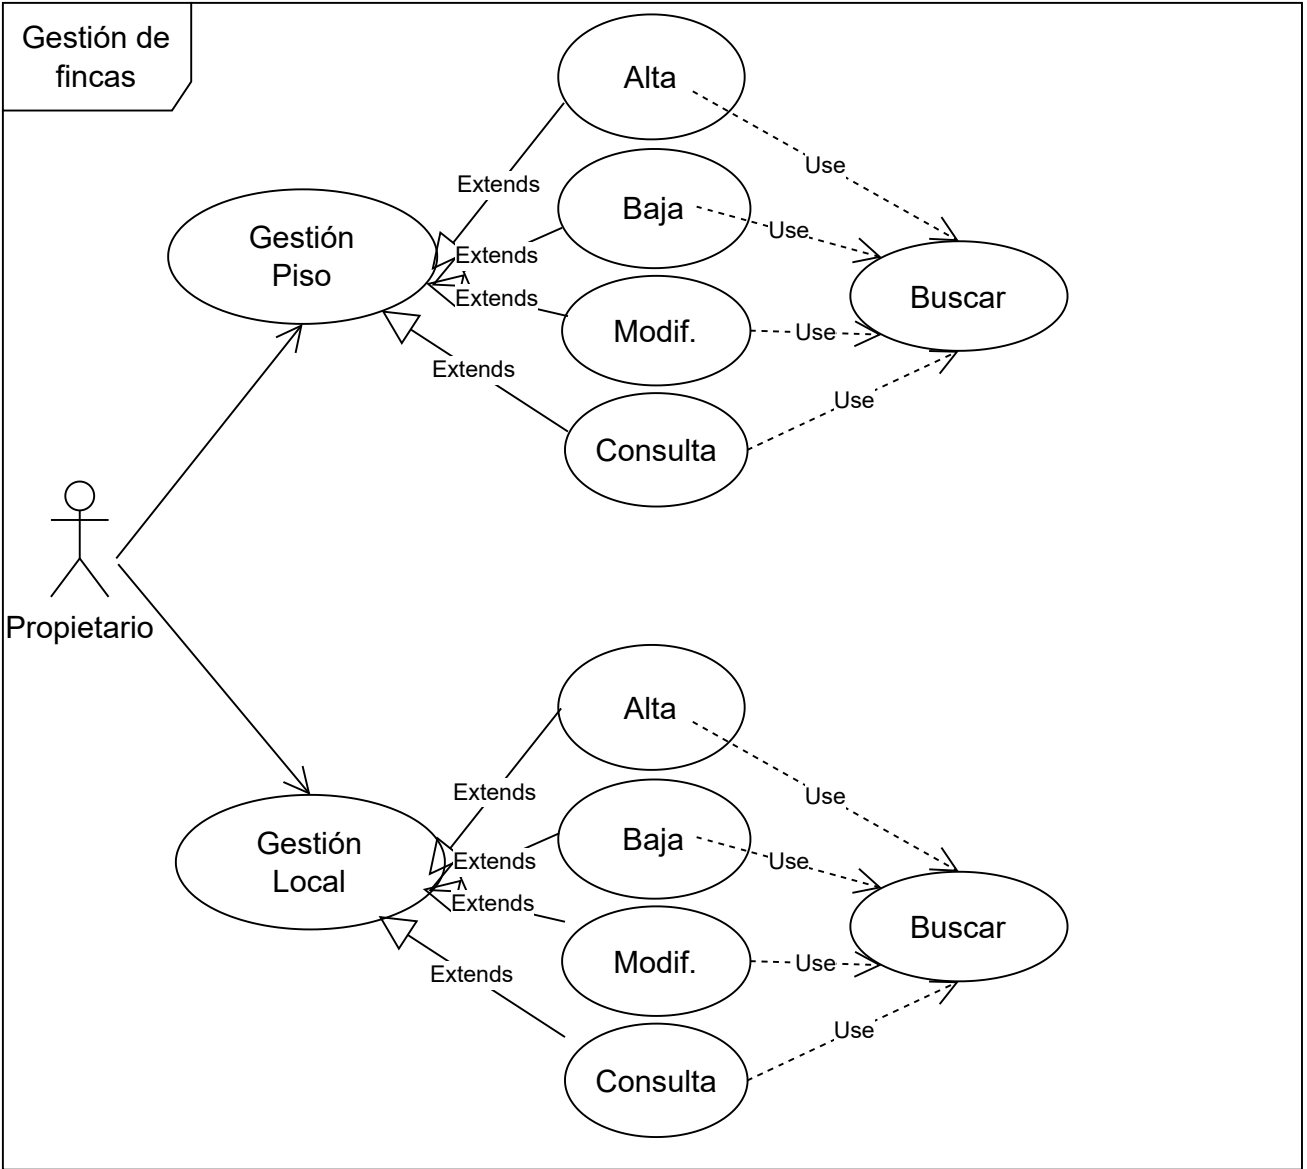 Gestión de
fincas
Alta
Use
Extends
Baja
Use
Gestión
Piso
Extends
Extends
Buscar
Modif.
Use
Extends
Use
Consulta
Propietario
Alta
Extends
Use
Gestión
Local
Baja
Use
Extends
Extends
Buscar
Modif.
Use
Extends
Use
Consulta